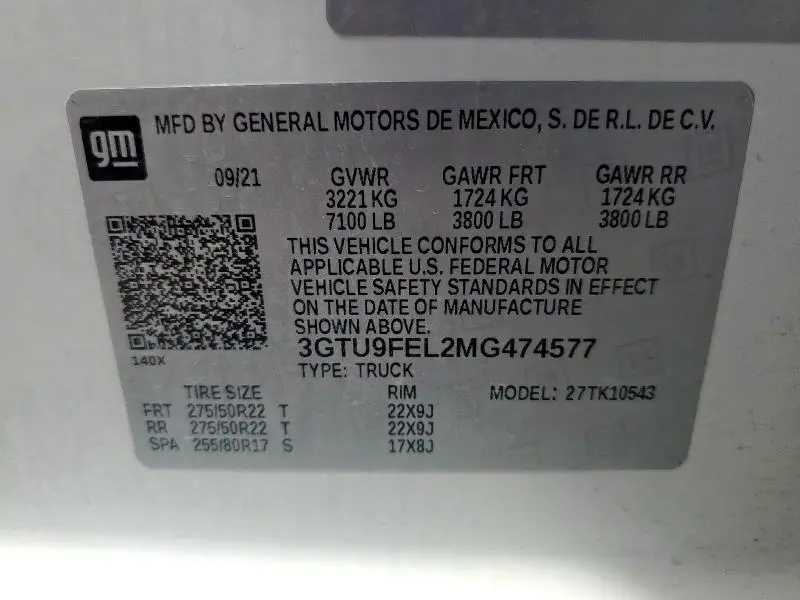 gm
MFD BY GENERAL MOTORS DE MEXICO, S. DE R.L. DE C.V.
09/21 GVWR GAWR FRT GAWR RR
3221 KG 1724 KG 1724 KG
7100 LB 3800 LB 3800 LB
THIS VEHICLE CONFORMS TO ALL
APPLICABLE U.S. FEDERAL MOTOR
VEHICLE SAFETY STANDARDS IN EFFECT
ON THE DATE OF MANUFACTURE
SHOWN ABOVE.
140X
3GTU9FEL2MG474577
TYPE: TRUCK
TIRE SIZE RIM MODEL: 27TK10543
FRT 275/50R22 T 22X9J
RR 275/50R22 T 22X9J
SPA 255/80R17 S 17X8J